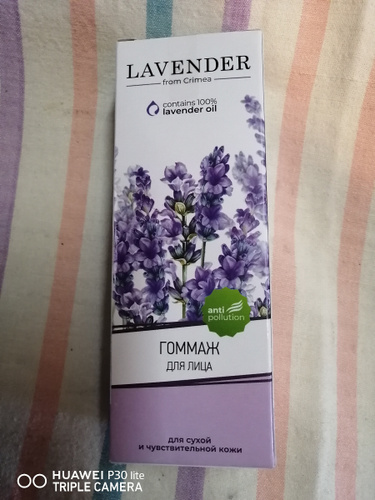 LAVENDER
from Crimea
contains 100%
lavender oil
anti
pollution
ГОММАЖ
ДЛЯ ЛИЦА
для сухой
и чувствительной кожи
HUAWEI P30 lite
TRIPLE CAMERA